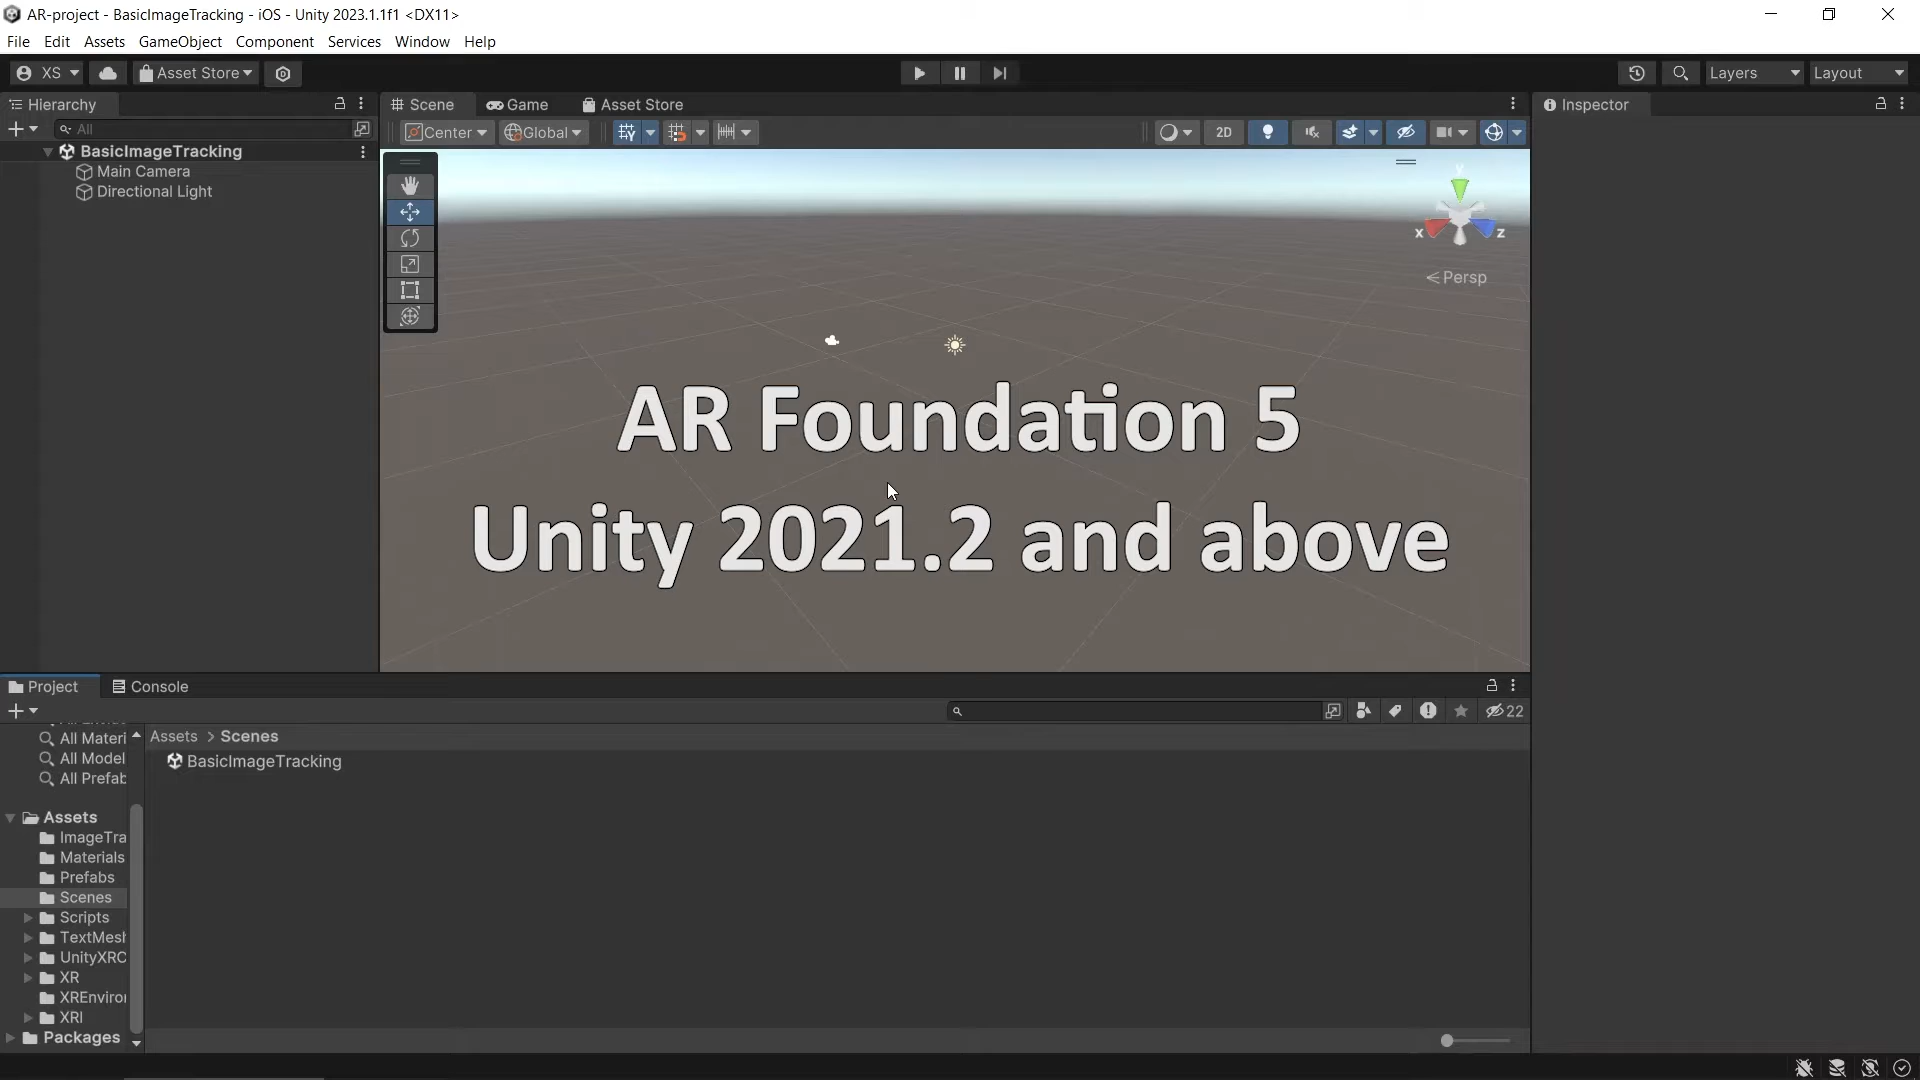 AR-project - BasicImageTracking - iOS - Unity 2023.1.1f1 <DX11>
File Edit Assets GameObject Component Services Window Help
XS Asset Store Layers Layout
Hierarchy
All
BasicImageTracking
Main Camera
Directional Light
Scene Game Asset Store
Center Global 2D
y
x z
Persp
AR Foundation 5
Unity 2021.2 and above
Inspector
Project Console
22
All Materi
All Model
All Prefab
Assets
ImageTra
Materials
Prefabs
Scenes
Scripts
TextMesh
UnityXRC
XR
XREnviron
XRI
Packages
Assets > Scenes
BasicImageTracking